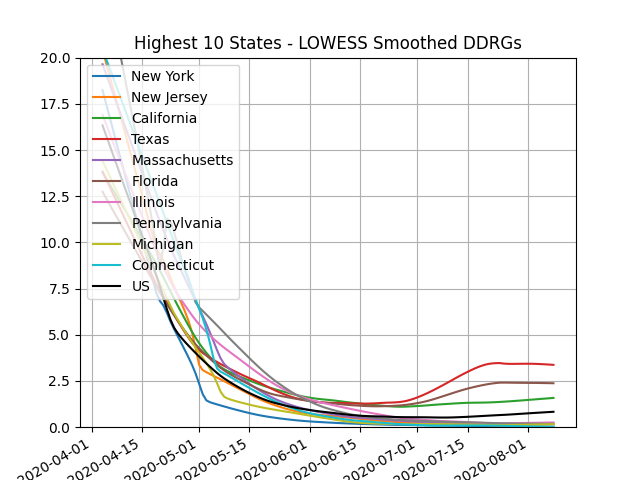 Highest 10 States - LOWESS Smoothed DDRGs
20.0
17.5
15.0
12.5
10.0
7.5
5.0
2.5
0.0
New York
New Jersey
California
Texas
Massachusetts
Florida
Illinois
Pennsylvania
Michigan
Connecticut
US
2020-04-01
2020-04-15
2020-05-01
2020-05-15
2020-06-01
2020-06-15
2020-07-01
2020-07-15
2020-08-01